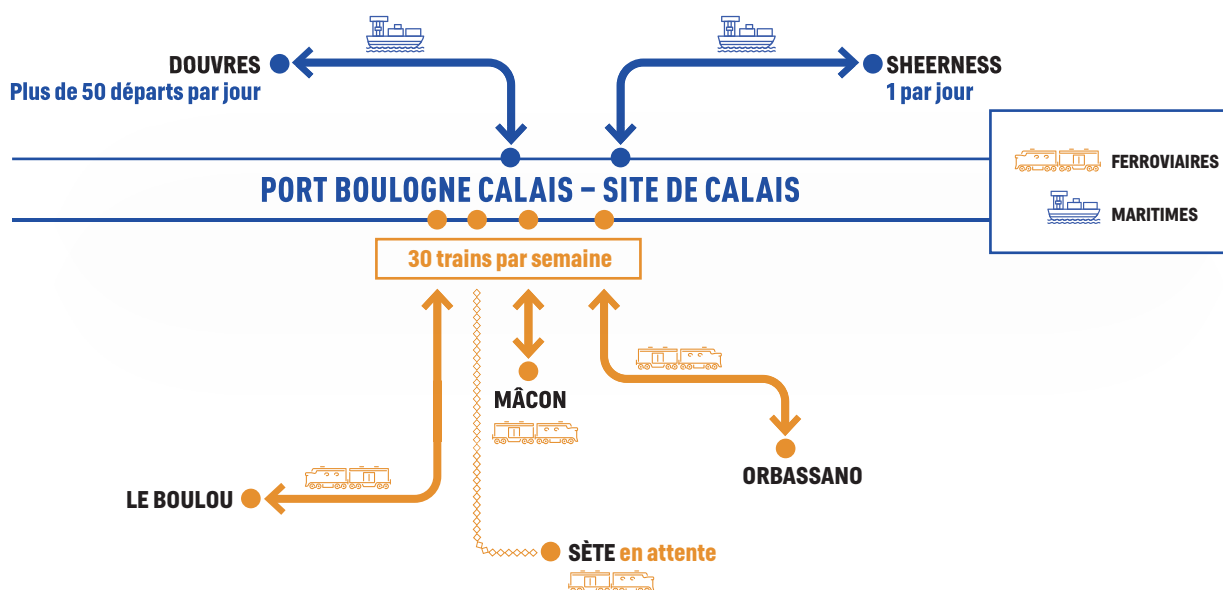 DOUVRES
Plus de 50 départs par jour
SHEERNESS
1 par jour
FERROVIAIRES
MARITIMES
PORT BOULOGNE CALAIS – SITE DE CALAIS
30 trains par semaine
MÂCON
ORBASSANO
LE BOULOU
SÈTE en attente